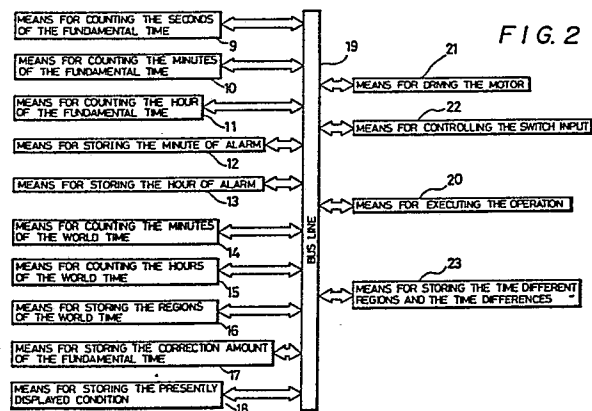 FIG. 2
MEANS FOR COUNTING THE SECONDS
OF THE FUNDAMENTAL TIME
9
MEANS FOR COUNTING THE MINUTES
OF THE FUNDAMENTAL TIME
10
MEANS FOR COUNTING THE HOUR
OF THE FUNDAMENTAL TIME
11
MEANS FOR STORING THE MINUTE OF ALARM
12
MEANS FOR STORING THE HOUR OF ALARM
13
MEANS FOR COUNTING THE MINUTES
OF THE WORLD TIME
14
MEANS FOR COUNTING THE HOURS
OF THE WORLD TIME
15
MEANS FOR STORING THE REGIONS
OF THE WORLD TIME
16
MEANS FOR STORING THE CORRECTION AMOUNT
OF THE FUNDAMENTAL TIME
17
MEANS FOR STORING THE PRESENTLY
DISPLAYED CONDITION
18
19
BUS LINE
21
MEANS FOR DRIVING THE MOTOR
22
MEANS FOR CONTROLLING THE SWITCH INPUT
20
MEANS FOR EXECUTING THE OPERATION
23
MEANS FOR STORING THE TIME DIFFERENT
REGIONS AND THE TIME DIFFERENCES